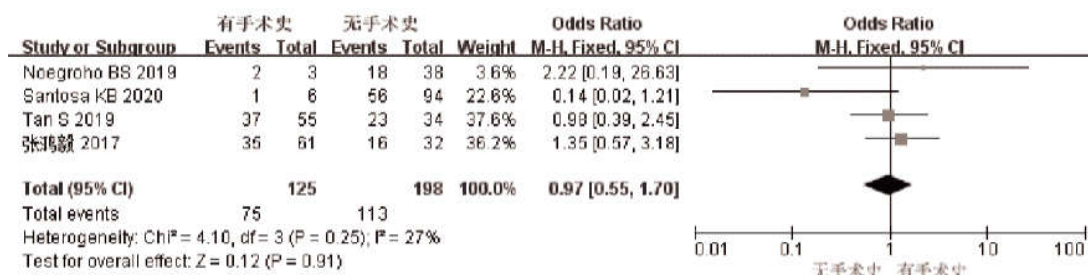 有手术史 无手术史 Odds Ratio Odds Ratio
Study or Subgroup Events Total Events Total Weight M-H, Fixed, 95% CI M-H, Fixed, 95% CI
Noegroho BS 2019 2 3 18 38 3.6% 2.22 [0.19, 26.63]
Santosa KB 2020 1 6 56 94 22.6% 0.14 [0.02, 1.21]
Tan S 2019 37 55 23 34 37.6% 0.98 [0.39, 2.45]
张鸿毅 2017 35 61 16 32 36.2% 1.35 [0.57, 3.18]
Total (95% CI) 125 198 100.0% 0.97 [0.55, 1.70]
Total events 75 113
Heterogeneity: Chi² = 4.10, df = 3 (P = 0.25); I² = 27%
Test for overall effect: Z = 0.12 (P = 0.91)
0.01 0.1 1 10 100
无手术史 有手术史